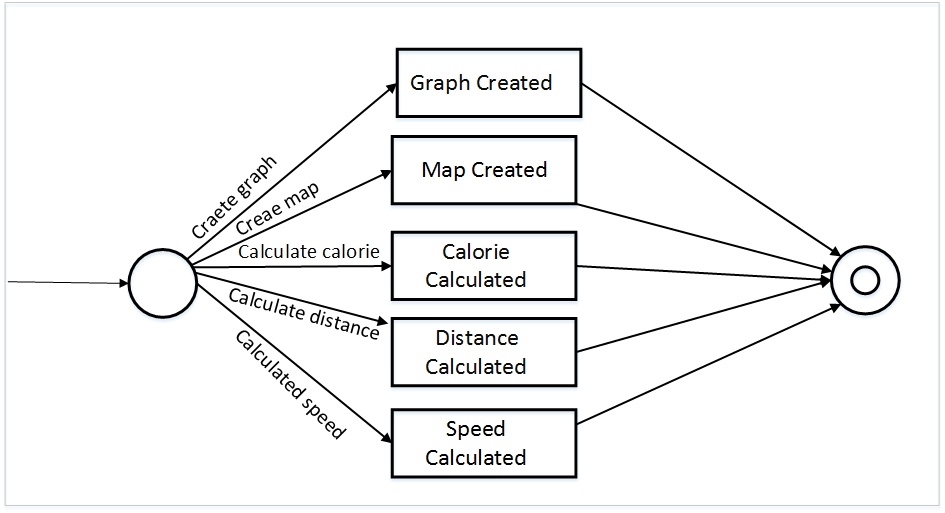 Graph Created
Craete graph
Map Created
Creae map
Calculate calorie
Calorie
Calculated
Calculate distance
Distance
Calculated
Calculated speed
Speed
Calculated